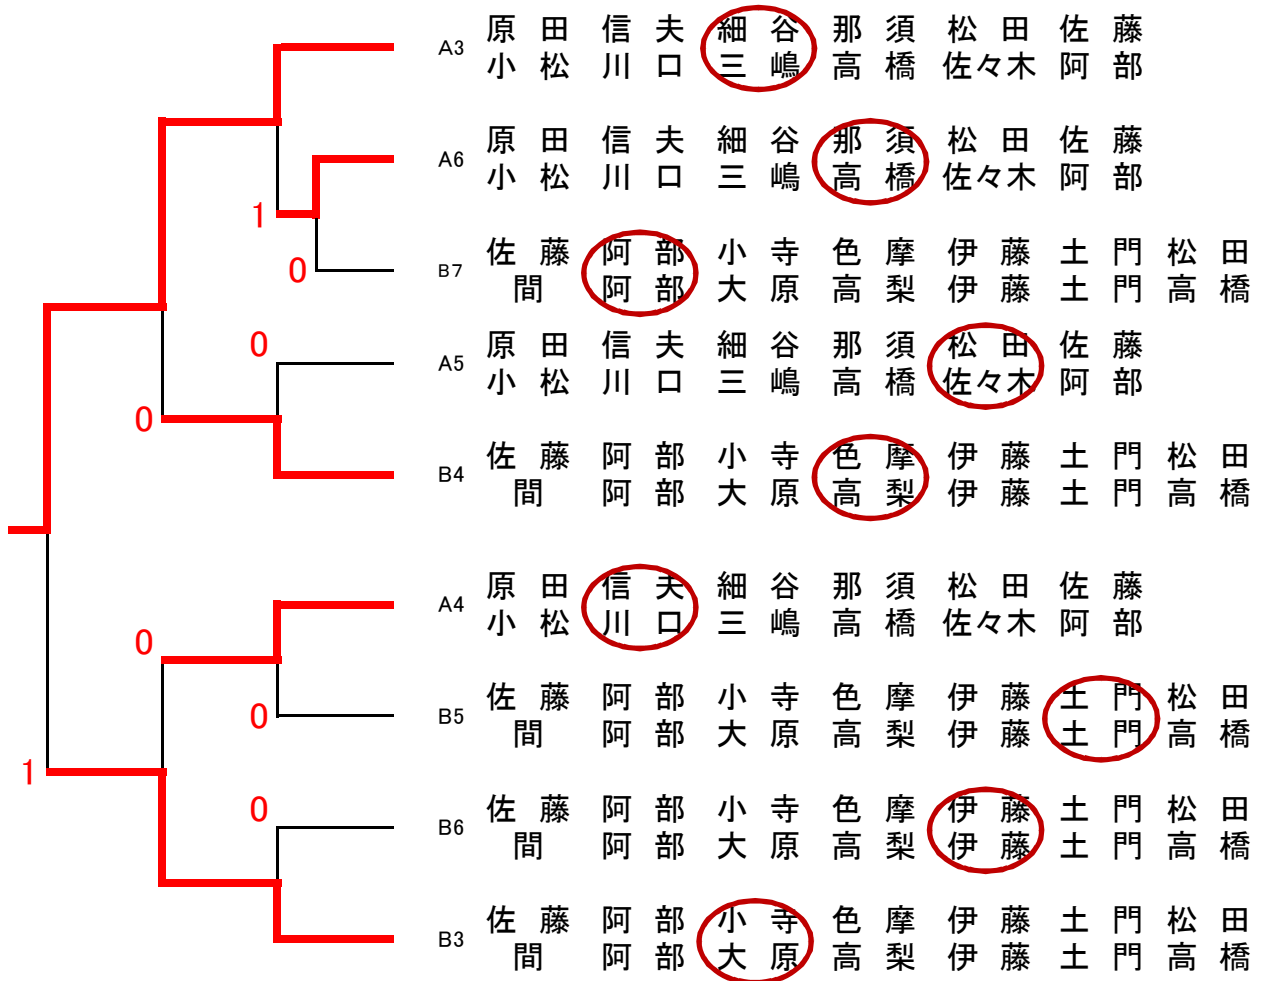 A3 原田 信夫 細谷 那須 松田 佐藤
小松 川口 三嶋 高橋 佐々木 阿部
A6 原田 信夫 細谷 那須 松田 佐藤
小松 川口 三嶋 高橋 佐々木 阿部
1
0 B7 佐藤 阿部 小寺 色摩 伊藤 土門 松田
間 阿部 大原 高梨 伊藤 土門 高橋
0 A5 原田 信夫 細谷 那須 松田 佐藤
小松 川口 三嶋 高橋 佐々木 阿部
0
B4 佐藤 阿部 小寺 色摩 伊藤 土門 松田
間 阿部 大原 高梨 伊藤 土門 高橋
A4 原田 信夫 細谷 那須 松田 佐藤
小松 川口 三嶋 高橋 佐々木 阿部
0
0 B5 佐藤 阿部 小寺 色摩 伊藤 土門 松田
間 阿部 大原 高梨 伊藤 土門 高橋
1
0 B6 佐藤 阿部 小寺 色摩 伊藤 土門 松田
間 阿部 大原 高梨 伊藤 土門 高橋
B3 佐藤 阿部 小寺 色摩 伊藤 土門 松田
間 阿部 大原 高梨 伊藤 土門 高橋